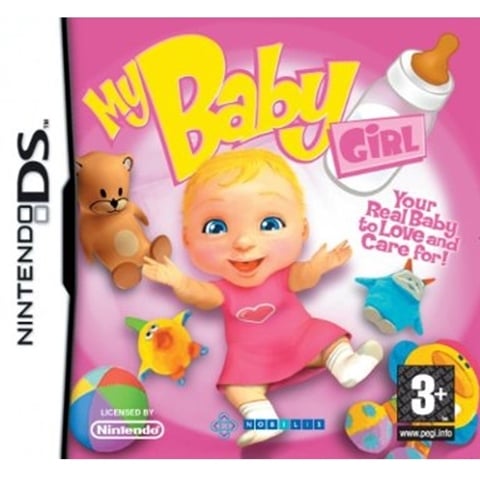 NINTENDO DS™
My Baby
GIRL
Your
Real Baby
to Love and
Care for!
LICENSED BY
Nintendo
NOBILIS
3+
www.pegi.info